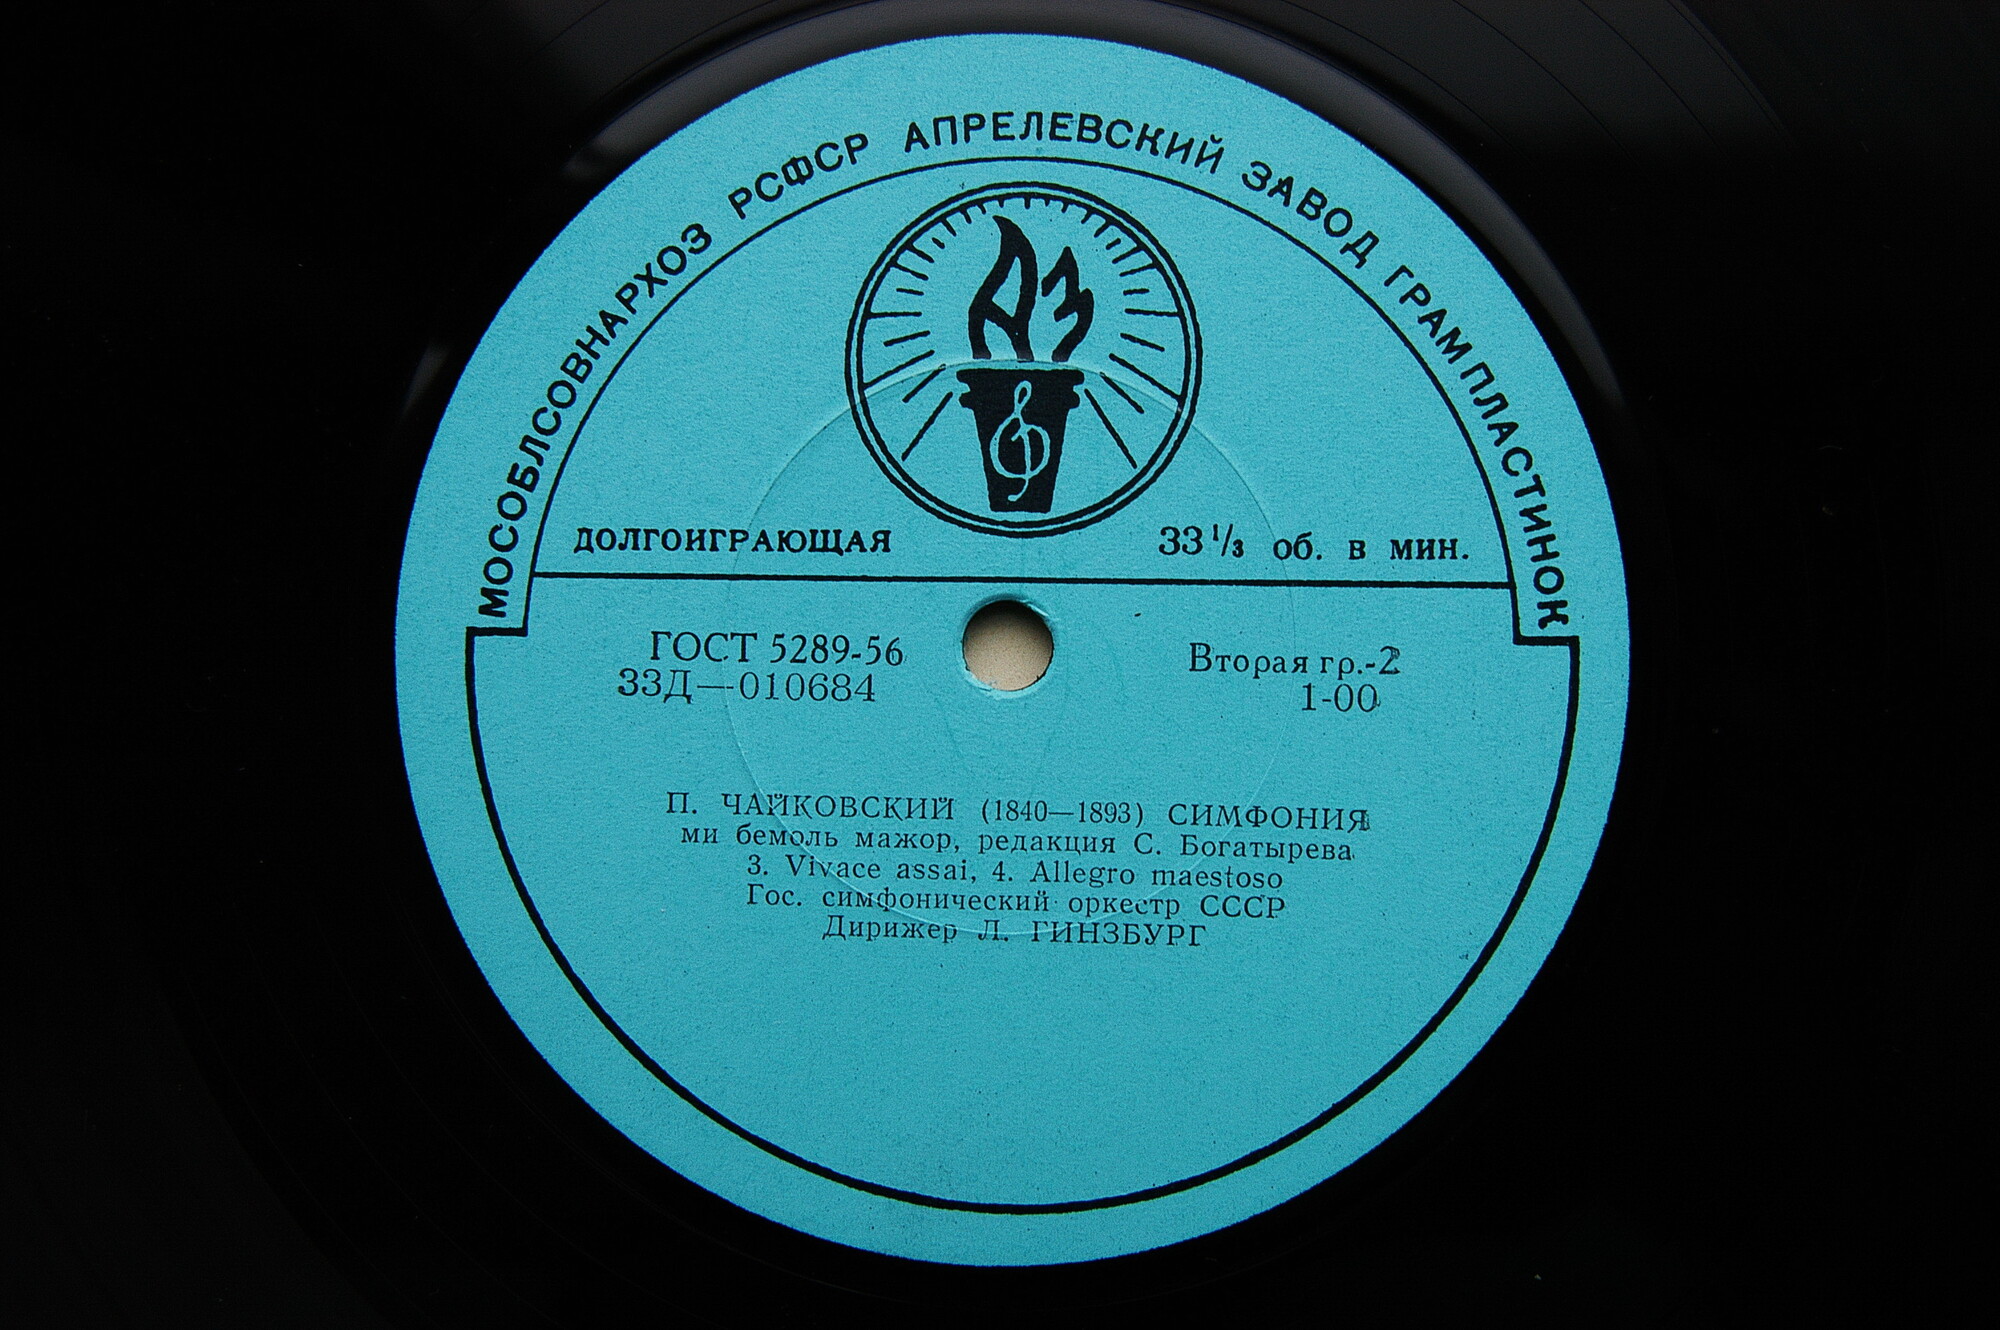 МОСОБЛСОВНАРХОЗ РСФСР АПРЕЛЕВСКИЙ ЗАВОД ГРАМПЛАСТИНОК
АЗ
ДОЛГОИГРАЮЩАЯ 33 1/3 об. в мин.
ГОСТ 5289-56 Вторая гр.-2
33Д—010684 1-00
П. ЧАЙКОВСКИЙ (1840—1893) СИМФОНИЯ
ми бемоль мажор, редакция С. Богатырева
3. Vivace assai, 4. Allegro maestoso
Гос. симфонический оркестр СССР
Дирижер Л. ГИНЗБУРГ